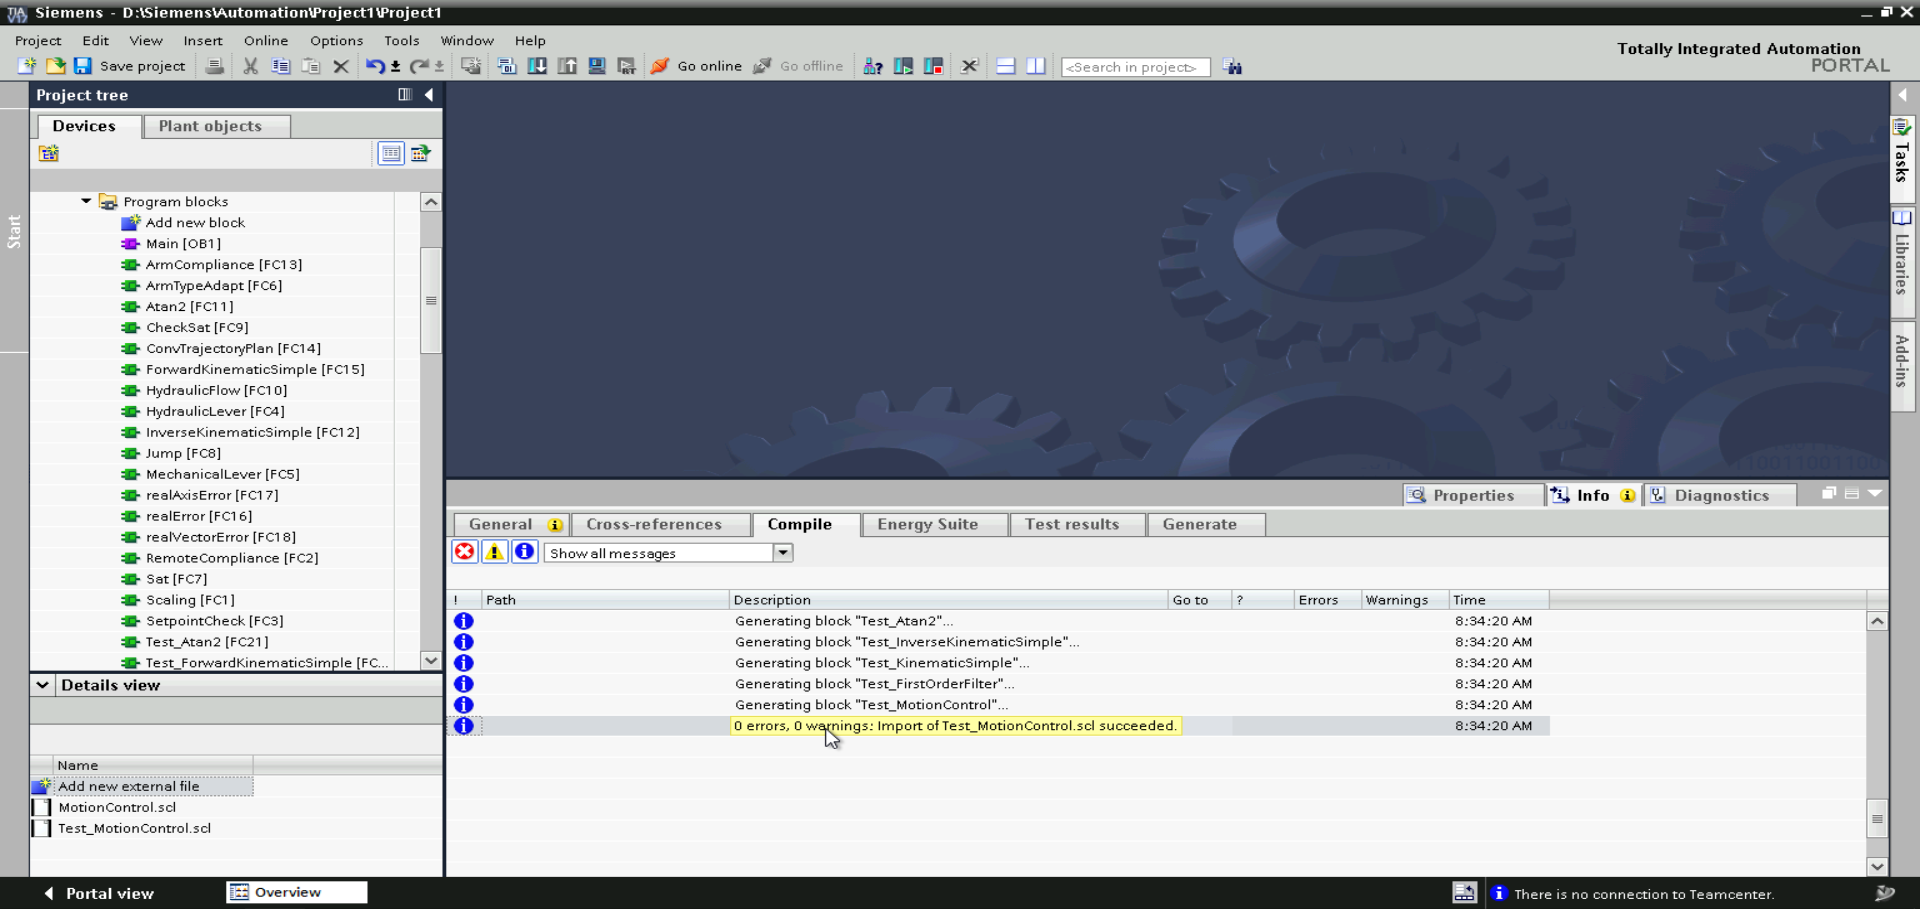 Siemens - D:\Siemens\Automation\Project1\Project1
Project Edit View Insert Online Options Tools Window Help
Totally Integrated Automation
PORTAL
Save project
Go online
Go offline
<Search in project>
Project tree
Devices
Plant objects
Start
Program blocks
Add new block
Main [OB1]
ArmCompliance [FC13]
ArmTypeAdapt [FC6]
Atan2 [FC11]
CheckSat [FC9]
ConvTrajectoryPlan [FC14]
ForwardKinematicSimple [FC15]
HydraulicFlow [FC10]
HydraulicLever [FC4]
InverseKinematicSimple [FC12]
Jump [FC8]
MechanicalLever [FC5]
realAxisError [FC17]
realError [FC16]
realVectorError [FC18]
RemoteCompliance [FC2]
Sat [FC7]
Scaling [FC1]
SetpointCheck [FC3]
Test_Atan2 [FC21]
Test_ForwardKinematicSimple [FC...
Details view
Name
Add new external file
MotionControl.scl
Test_MotionControl.scl
Tasks
Libraries
Add-ins
Properties
Info
Diagnostics
General
Cross-references
Compile
Energy Suite
Test results
Generate
Show all messages
! Path Description Go to ? Errors Warnings Time
Generating block "Test_Atan2"... 8:34:20 AM
Generating block "Test_InverseKinematicSimple"... 8:34:20 AM
Generating block "Test_KinematicSimple"... 8:34:20 AM
Generating block "Test_FirstOrderFilter"... 8:34:20 AM
Generating block "Test_MotionControl"... 8:34:20 AM
0 errors, 0 warnings: Import of Test_MotionControl.scl succeeded. 8:34:20 AM
Portal view
Overview
There is no connection to Teamcenter.